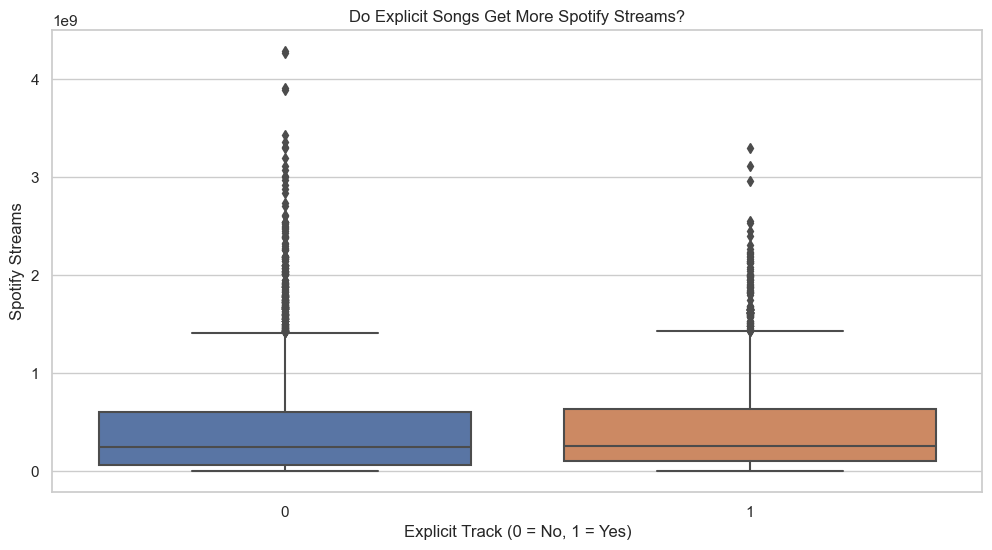 Do Explicit Songs Get More Spotify Streams?
1e9
4
3
2
1
0
Spotify Streams
0
1
Explicit Track (0 = No, 1 = Yes)